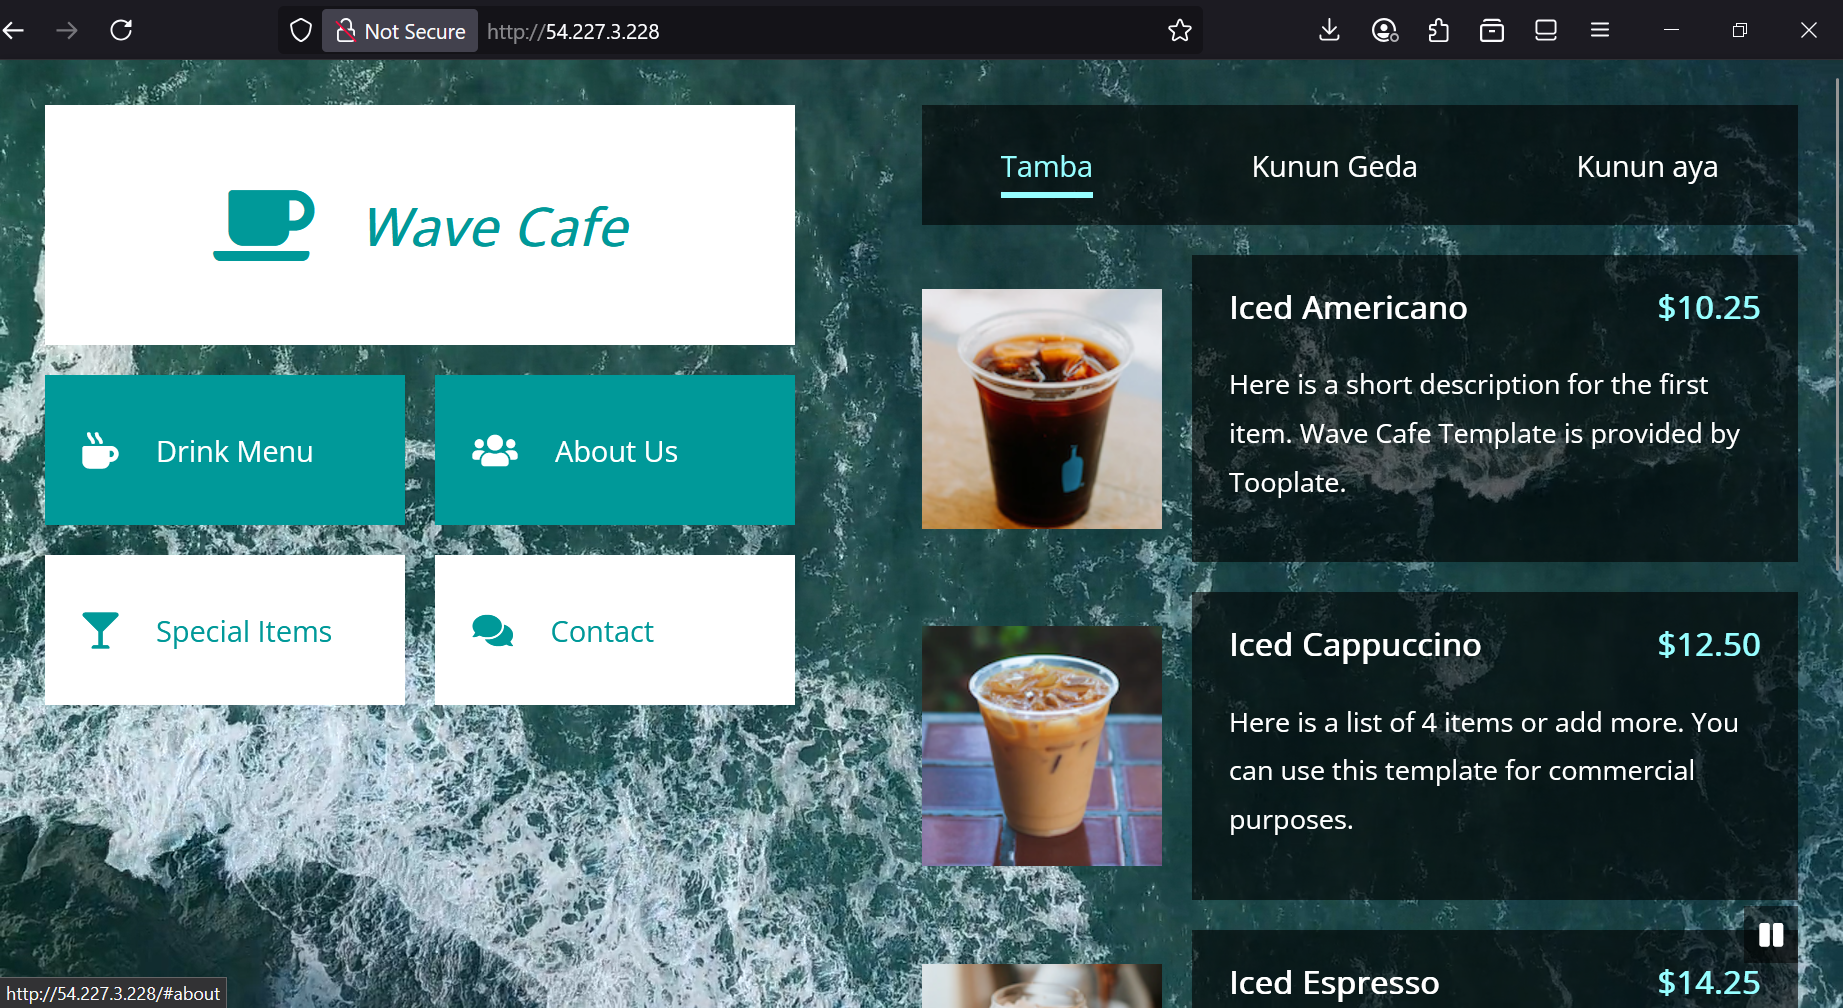 Not Secure
http://54.227.3.228
Wave Cafe
Drink Menu
About Us
Special Items
Contact
Tamba
Kunun Geda
Kunun aya
Iced Americano
$10.25
Here is a short description for the first
item. Wave Cafe Template is provided by
Tooplate.
Iced Cappuccino
$12.50
Here is a list of 4 items or add more. You
can use this template for commercial
purposes.
Iced Espresso
$14.25
http://54.227.3.228/#about